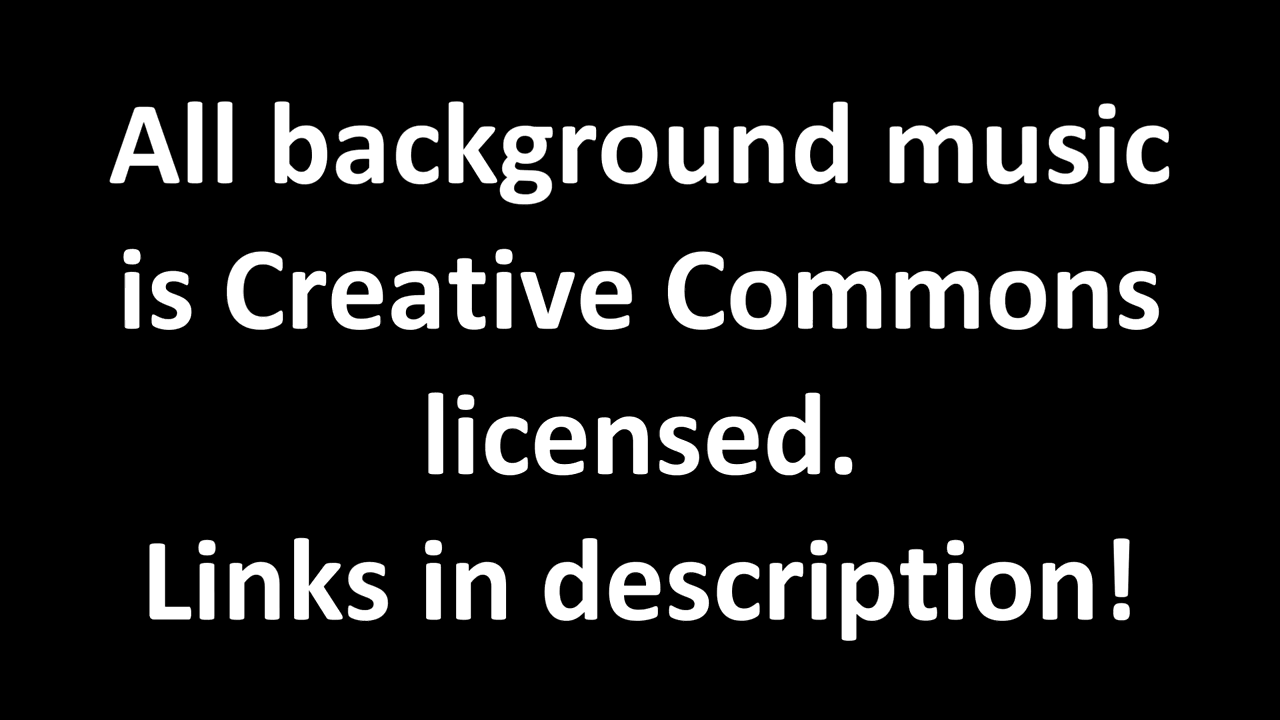 All background music
is Creative Commons
licensed.
Links in description!